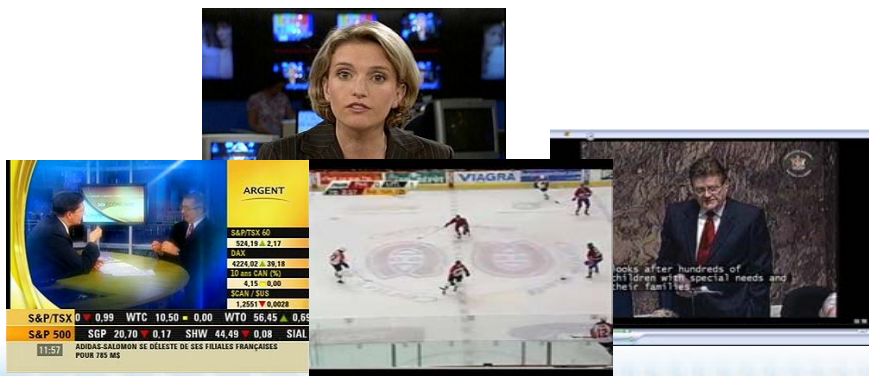 ARGENT
S&P/TSX 60
524,19 2,17
DAX
4224,02 39,18
10 ans CAN (%)
4,15 0,00
SCAN / $US
1,2551 0,0028
S&P/TSX 0 0,99 WTC 10,50 0,00 WTO 56,45 0,69
S&P 500 SGP 20,70 0,17 SHW 44,49 0,08 SIAL
11:57 ADIDAS-SALOMON SE DÉLESTE DE SES FILIALES FRANÇAISES
POUR 785 M$
VIAGRA
looks after hundreds of
children with special needs and
their families.